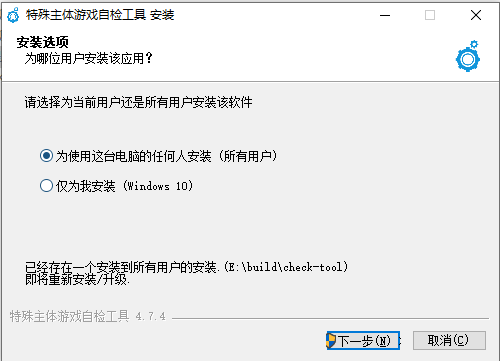 特殊主体游戏自检工具 安装
安装选项
为哪位用户安装该应用？
请选择为当前用户还是所有用户安装该软件
为使用这台电脑的任何人安装 (所有用户)
仅为我安装 (Windows 10)
已经存在一个安装到所有用户的安装.(E:\build\check-tool)
即将重新安装/升级.
特殊主体游戏自检工具 4.7.4
下一步(N)
取消(C)